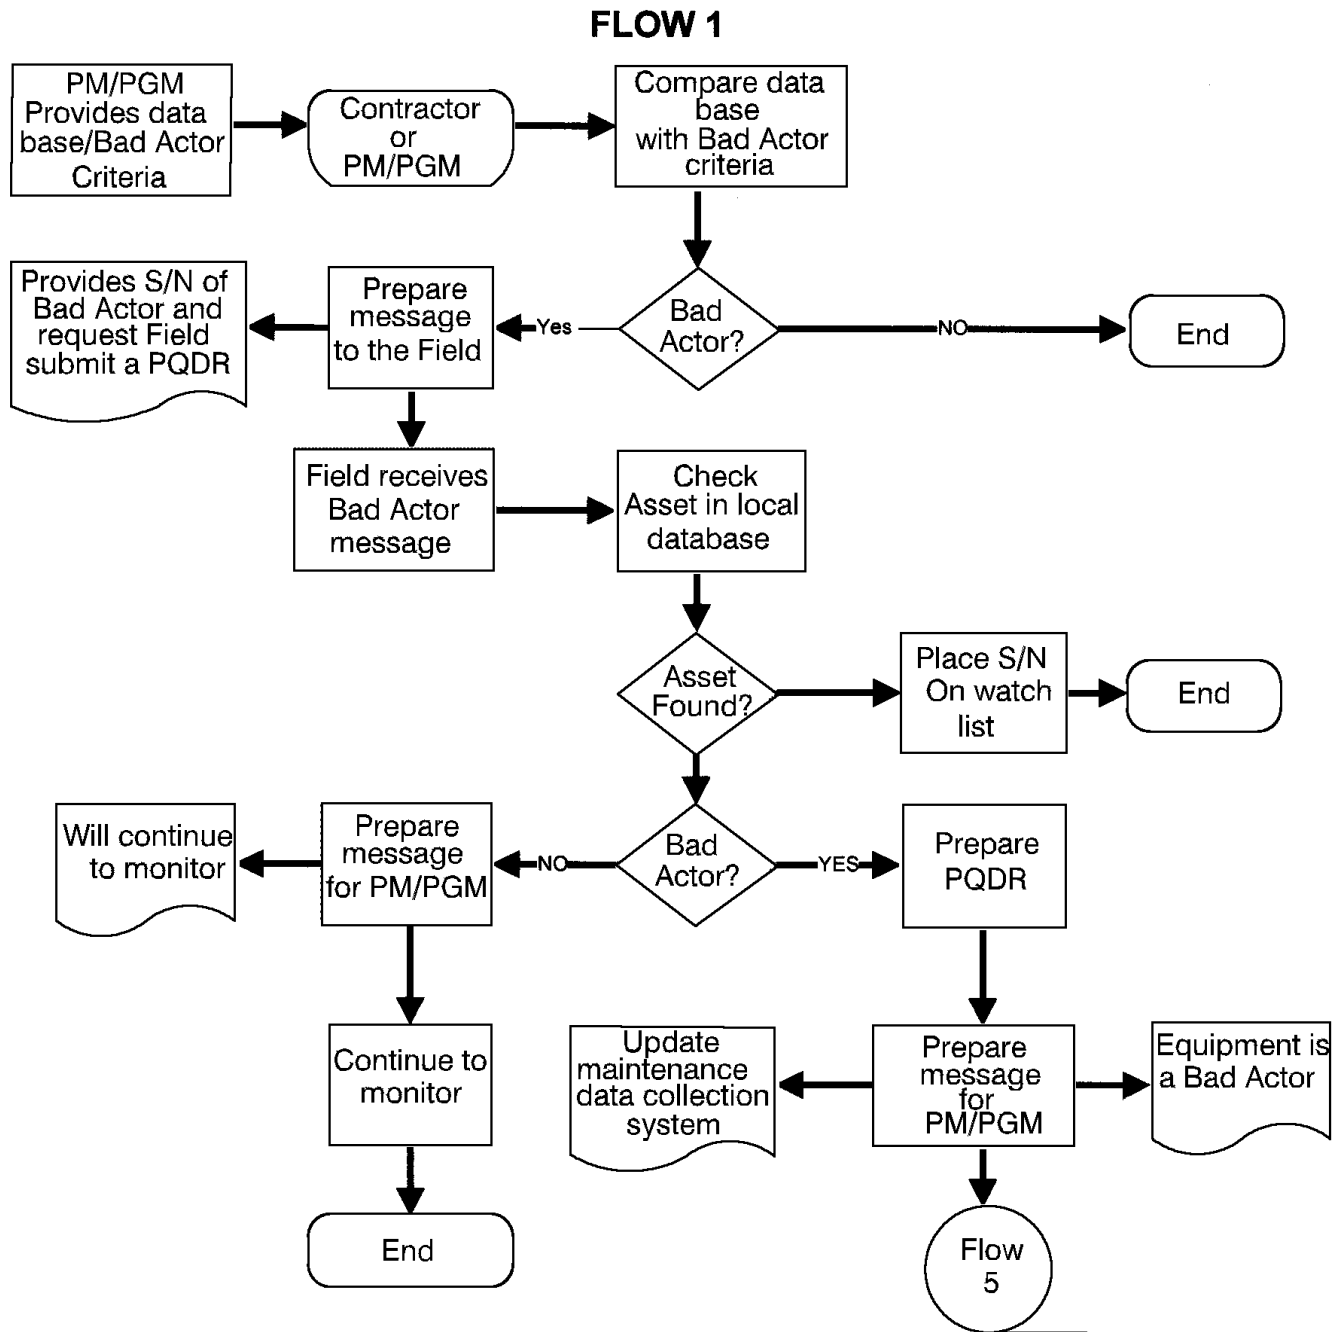 FLOW 1
PM/PGM
Provides data
base/Bad Actor
Criteria
Contractor
or
PM/PGM
Compare data
base
with Bad Actor
criteria
Provides S/N of
Bad Actor and
request Field
submit a PQDR
Prepare
message
to the Field
Yes
Bad
Actor?
NO
End
Field receives
Bad Actor
message
Check
Asset in local
database
Asset
Found?
Place S/N
On watch
list
End
Will continue
to monitor
Prepare
message
for PM/PGM
NO
Bad
Actor?
YES
Prepare
PQDR
Continue to
monitor
Update
maintenance
data collection
system
Prepare
message
for
PM/PGM
Equipment is
a Bad Actor
End
Flow
5